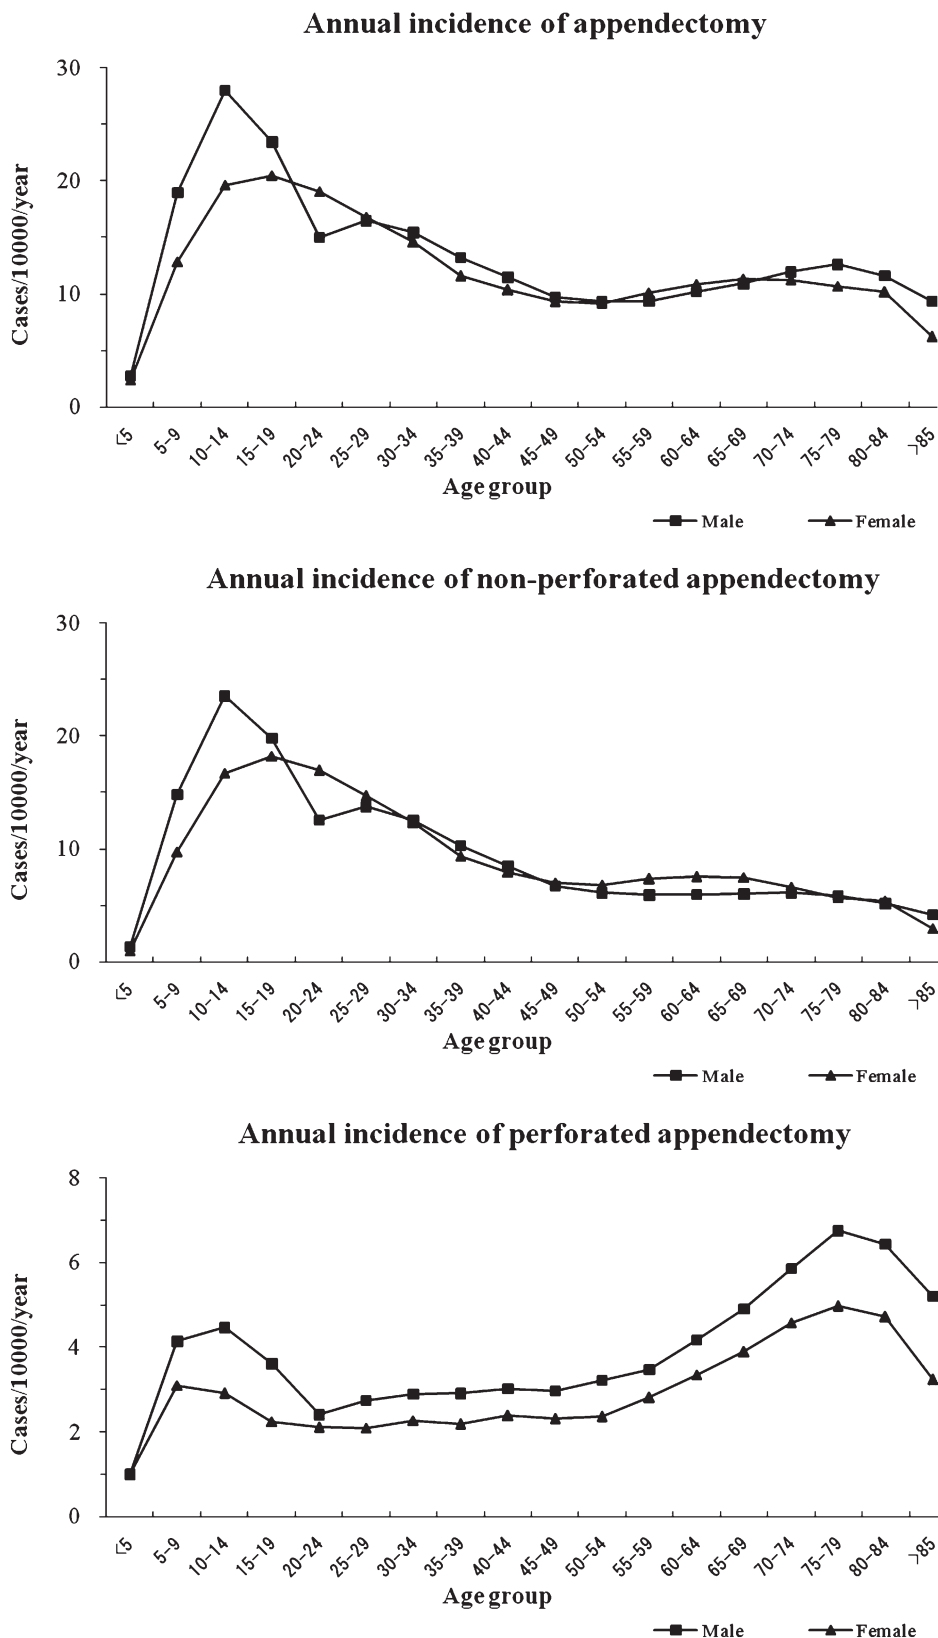 Annual incidence of appendectomy
30
20
10
0
Cases/10000/year
<5 5-9 10-14 15-19 20-24 25-29 30-34 35-39 40-44 45-49 50-54 55-59 60-64 65-69 70-74 75-79 80-84 >85
Age group
Male Female
Annual incidence of non-perforated appendectomy
30
20
10
0
Cases/10000/year
<5 5-9 10-14 15-19 20-24 25-29 30-34 35-39 40-44 45-49 50-54 55-59 60-64 65-69 70-74 75-79 80-84 >85
Age group
Male Female
Annual incidence of perforated appendectomy
8
6
4
2
0
Cases/10000/year
<5 5-9 10-14 15-19 20-24 25-29 30-34 35-39 40-44 45-49 50-54 55-59 60-64 65-69 70-74 75-79 80-84 >85
Age group
Male Female